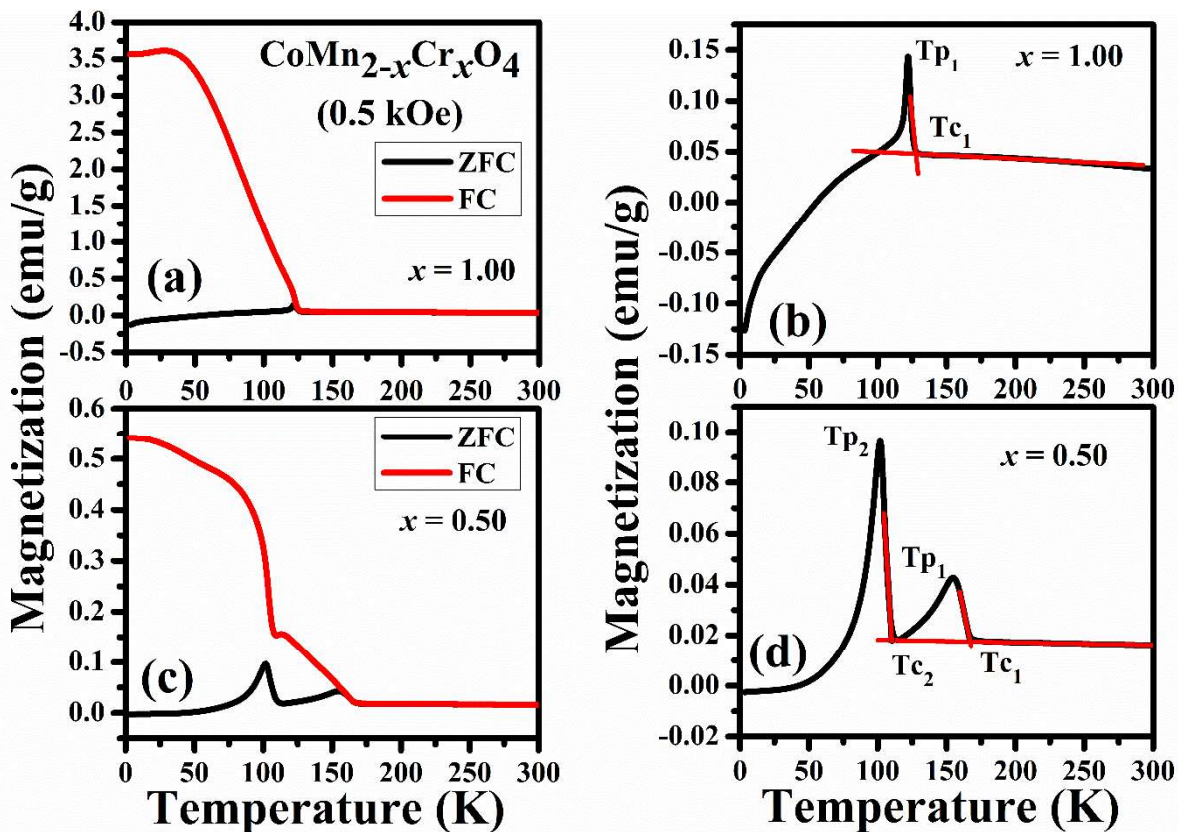 Magnetization (emu/g)
4.0
3.5
3.0
2.5
2.0
1.5
1.0
0.5
0.0
-0.5
CoMn2-xCrxO4
(0.5 kOe)
ZFC
FC
(a)
x = 1.00
0 50 100 150 200 250 300
0.6
0.5
0.4
0.3
0.2
0.1
0.0
ZFC
FC
x = 0.50
(c)
0 50 100 150 200 250 300
Temperature (K)
Magnetization (emu/g)
0.15
0.10
0.05
0.00
-0.05
-0.10
-0.15
Tp1
x = 1.00
Tc1
(b)
0 50 100 150 200 250 300
0.10
0.08
0.06
0.04
0.02
0.00
-0.02
Tp2
x = 0.50
Tp1
Tc2
Tc1
(d)
0 50 100 150 200 250 300
Temperature (K)